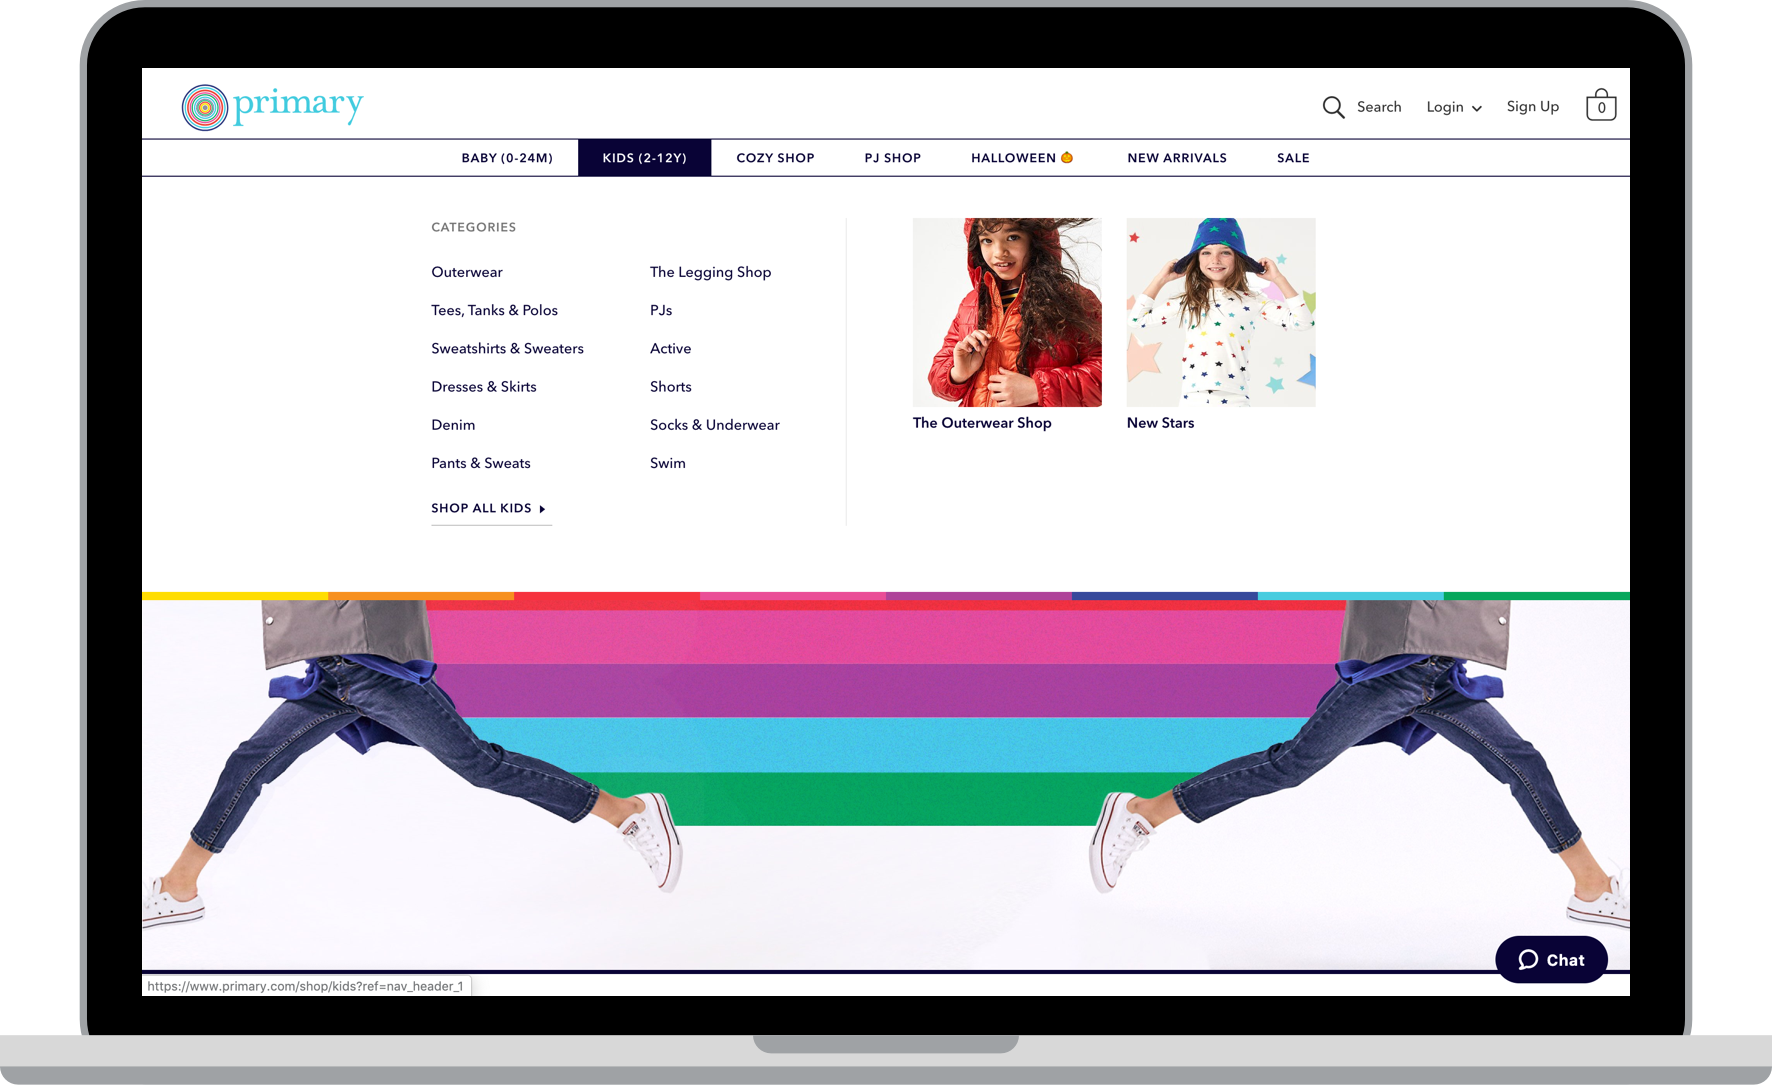 primary
Search Login Sign Up 0
BABY (0-24M) KIDS (2-12Y) COZY SHOP PJ SHOP HALLOWEEN NEW ARRIVALS SALE
CATEGORIES
Outerwear
Tees, Tanks & Polos
Sweatshirts & Sweaters
Dresses & Skirts
Denim
Pants & Sweats
SHOP ALL KIDS
The Legging Shop
PJs
Active
Shorts
Socks & Underwear
Swim
The Outerwear Shop
New Stars
Chat
https://www.primary.com/shop/kids?ref=nav_header_1